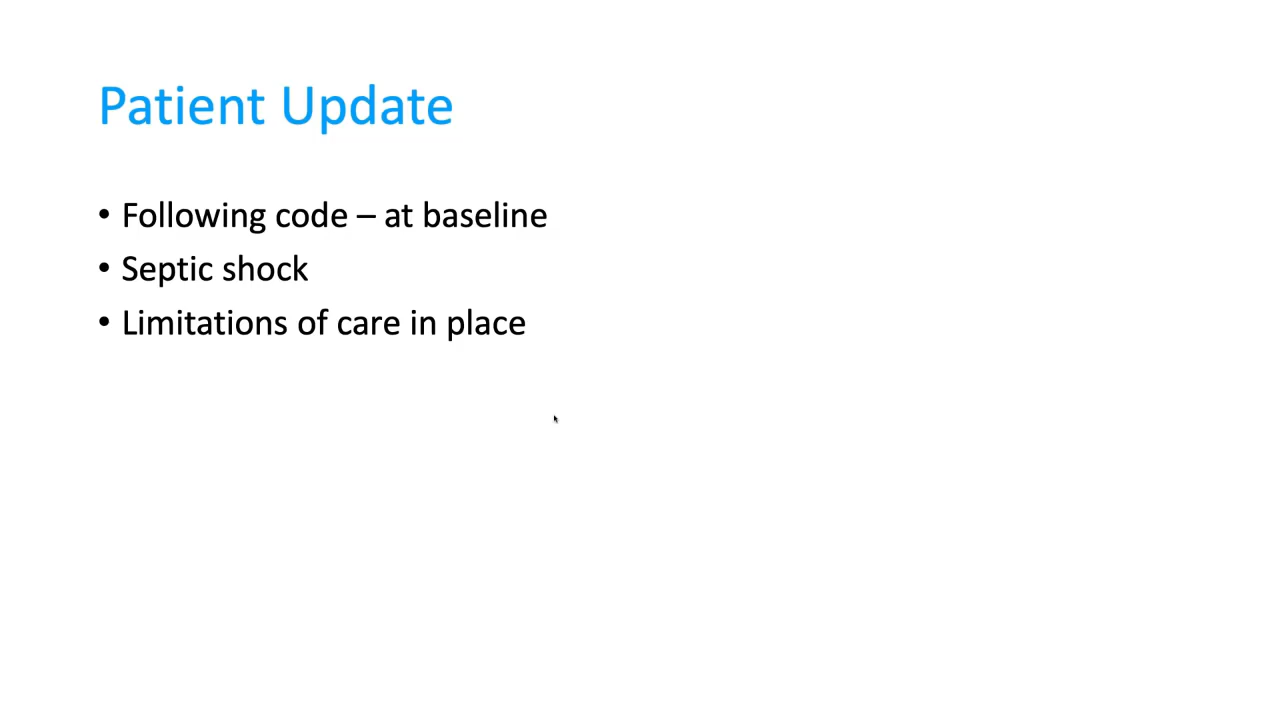 Patient Update
• Following code – at baseline
• Septic shock
• Limitations of care in place